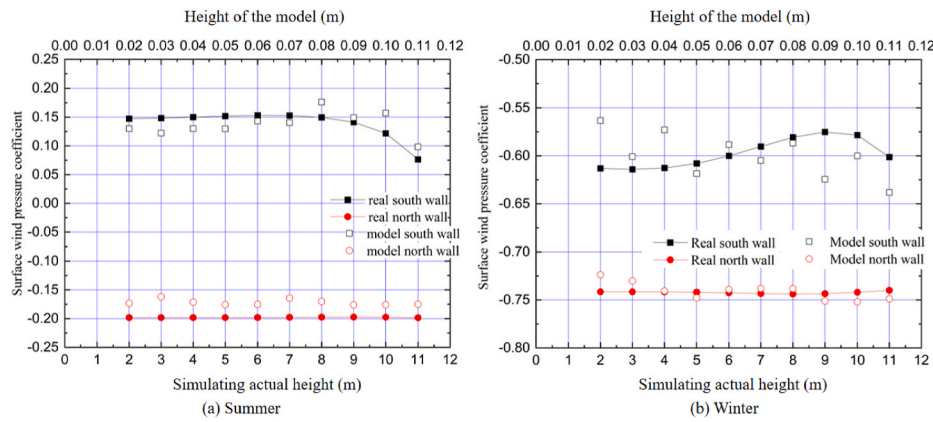 Height of the model (m)
0.00 0.01 0.02 0.03 0.04 0.05 0.06 0.07 0.08 0.09 0.10 0.11 0.12
0.25
0.20
0.15
0.10
0.05
0.00
-0.05
-0.10
-0.15
-0.20
-0.25
Surface wind pressure coefficient
real south wall
real north wall
model south wall
model north wall
0 1 2 3 4 5 6 7 8 9 10 11 12
Simulating actual height (m)
(a) Summer
Height of the model (m)
0.00 0.01 0.02 0.03 0.04 0.05 0.06 0.07 0.08 0.09 0.10 0.11 0.12
-0.50
-0.55
-0.60
-0.65
-0.70
-0.75
-0.80
Surface wind pressure coefficient
Real south wall Model south wall
Real north wall Model north wall
0 1 2 3 4 5 6 7 8 9 10 11 12
Simulating actual height (m)
(b) Winter